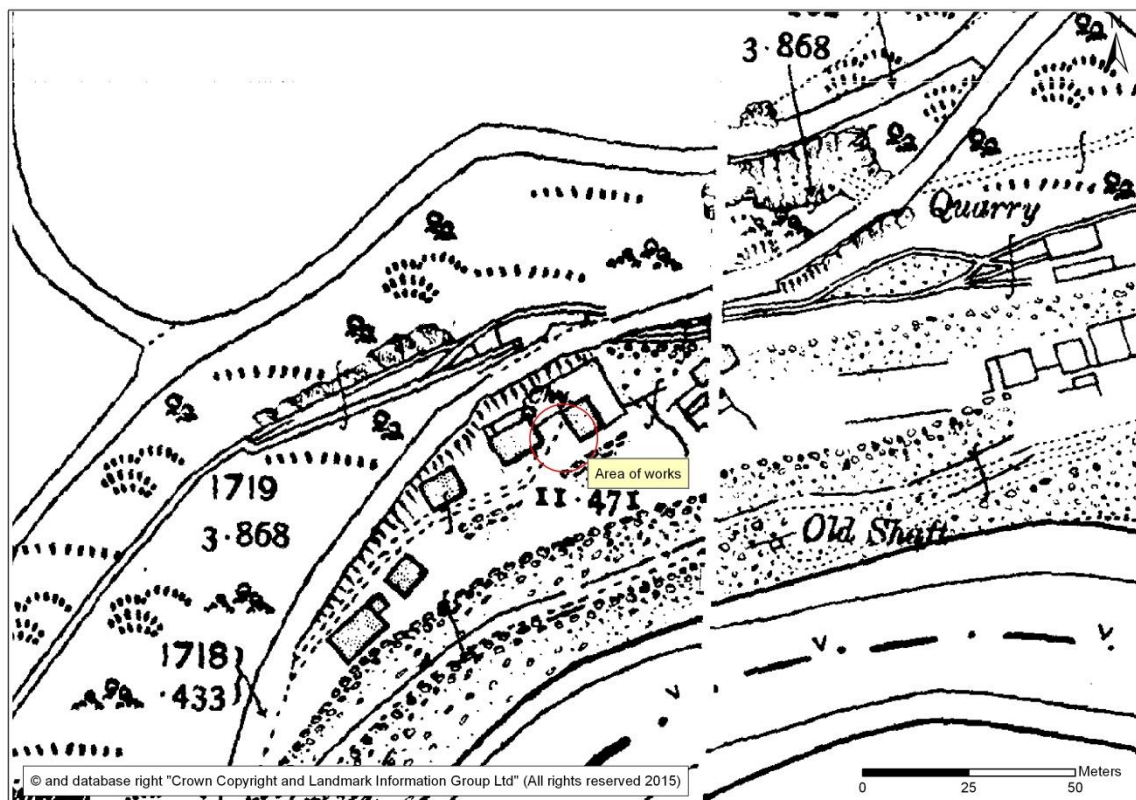 N
3·868
Quarry
Chy.
Area of works
1719
3·868
11·471
Old Shaft
1718
·433
V
V
V
© and database right "Crown Copyright and Landmark Information Group Ltd" (All rights reserved 2015)
Meters
0 25 50